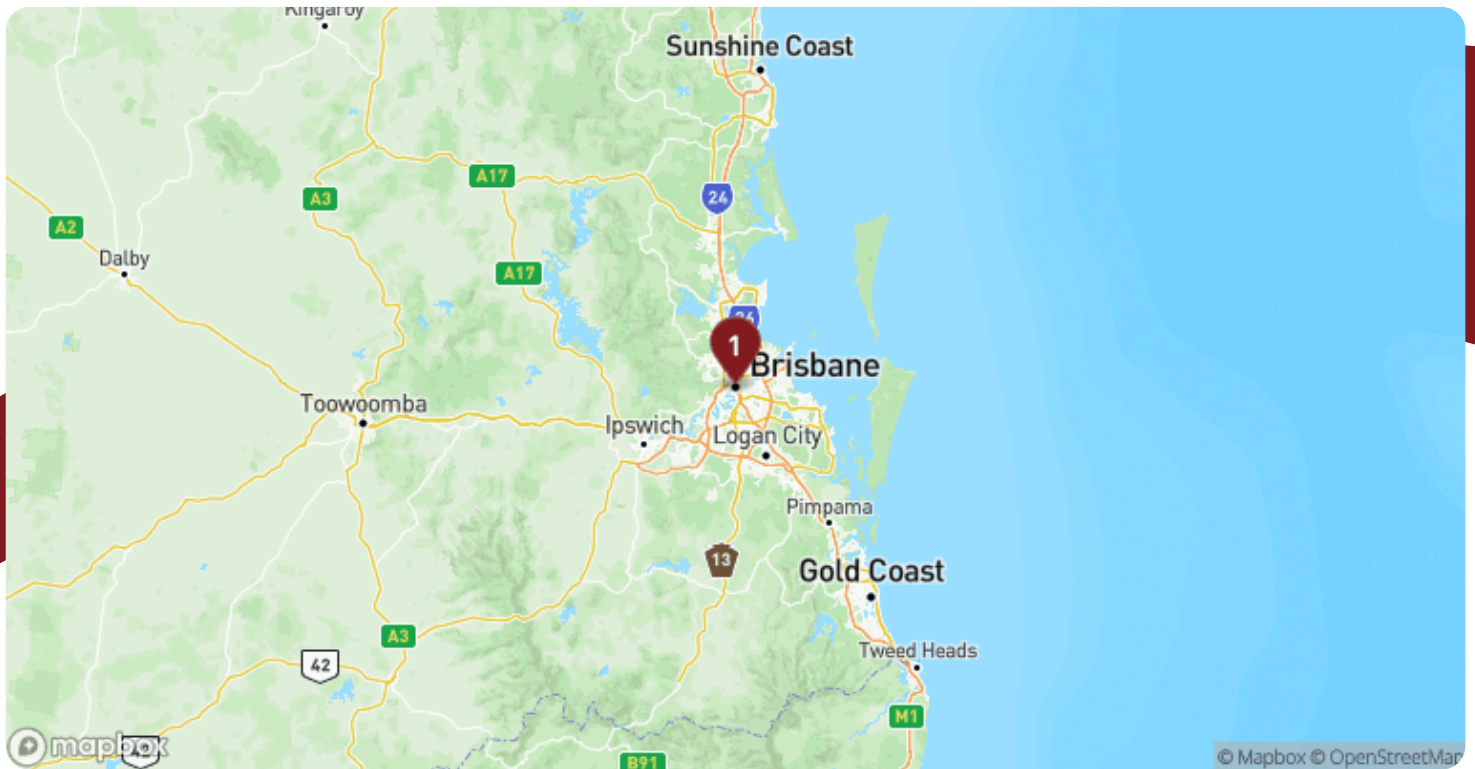 Kingaroy
Sunshine Coast
A17
A3
24
A2
Dalby
A17
1
Brisbane
Toowoomba
Ipswich
Logan City
Pimpama
13
Gold Coast
A3
Tweed Heads
42
M1
mapbox
42
B91
© Mapbox © OpenStreetMap